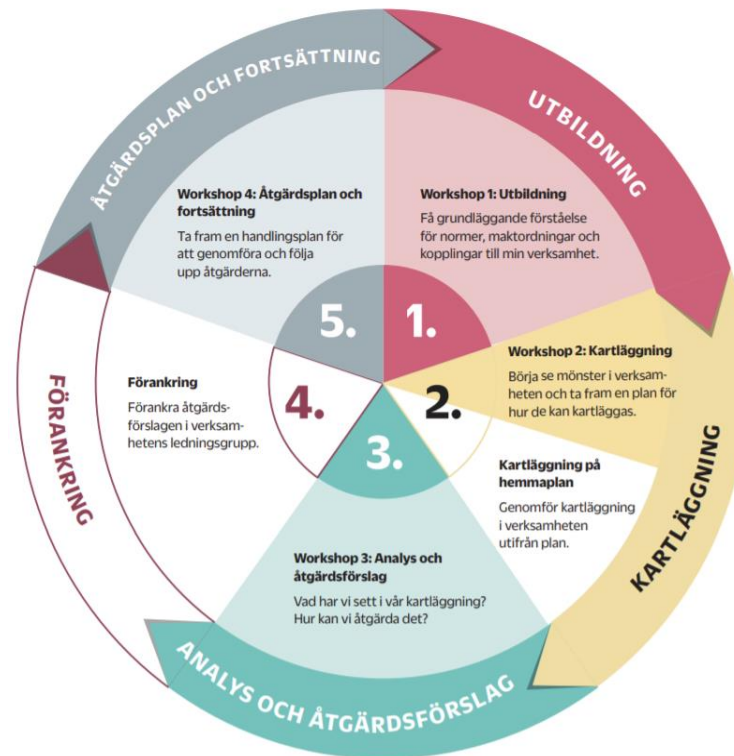 UTBILDNING
Workshop 1: Utbildning
Få grundläggande förståelse
för normer, maktordningar och
kopplingar till min verksamhet.
1.
KARTLÄGGNING
Workshop 2: Kartläggning
Börja se mönster i verksam-
heten och ta fram en plan för
hur de kan kartläggas.
2.
Kartläggning på
hemmaplan
Genomför kartläggning
i verksamheten
utifrån plan.
ANALYS OCH ÅTGÄRDSFÖRSLAG
3.
Workshop 3: Analys och
åtgärdsförslag
Vad har vi sett i vår kartläggning?
Hur kan vi åtgärda det?
FÖRANKRING
4.
Förankring
Förankra åtgärds-
förslagen i verksam-
hetens ledningsgrupp.
ÅTGÄRDSPLAN OCH FORTSÄTTNING
Workshop 4: Åtgärdsplan och
fortsättning
Ta fram en handlingsplan för
att genomföra och följa
upp åtgärderna.
5.